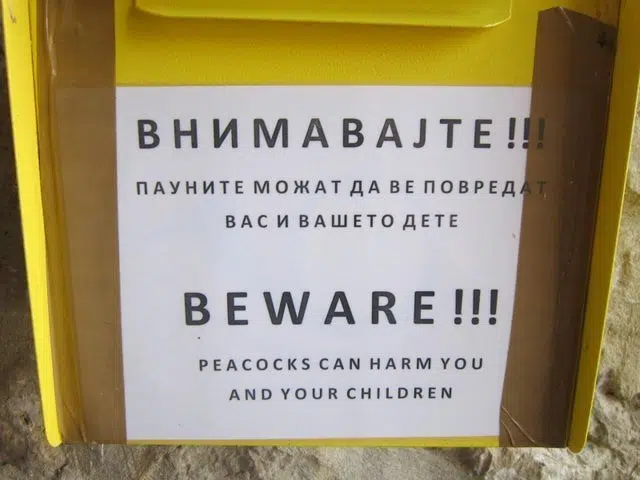 ВНИМАВАЈТЕ!!!
ПАУНИТЕ МОЖАТ ДА ВЕ ПОВРЕДАТ
ВАС И ВАШЕТО ДЕТЕ
BEWARE!!!
PEACOCKS CAN HARM YOU
AND YOUR CHILDREN